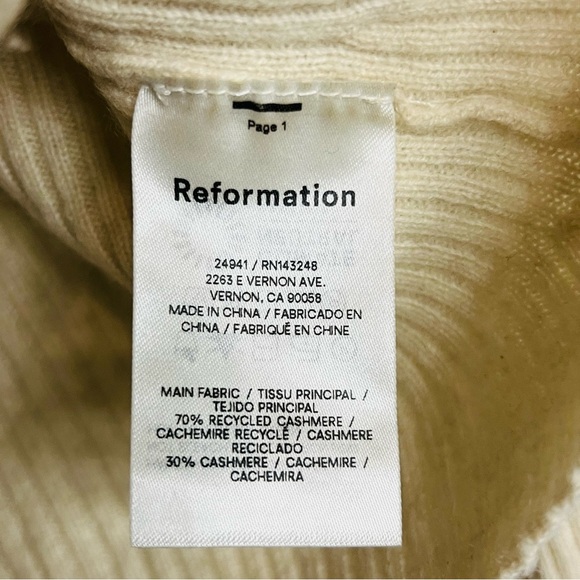 Page 1
Reformation
24941 / RN143248
2263 E VERNON AVE.
VERNON, CA 90058
MADE IN CHINA / FABRICADO EN
CHINA / FABRIQUÉ EN CHINE
MAIN FABRIC / TISSU PRINCIPAL /
TEJIDO PRINCIPAL
70% RECYCLED CASHMERE /
CACHEMIRE RECYCLÉ / CASHMERE
RECICLADO
30% CASHMERE / CACHEMIRE /
CACHEMIRA